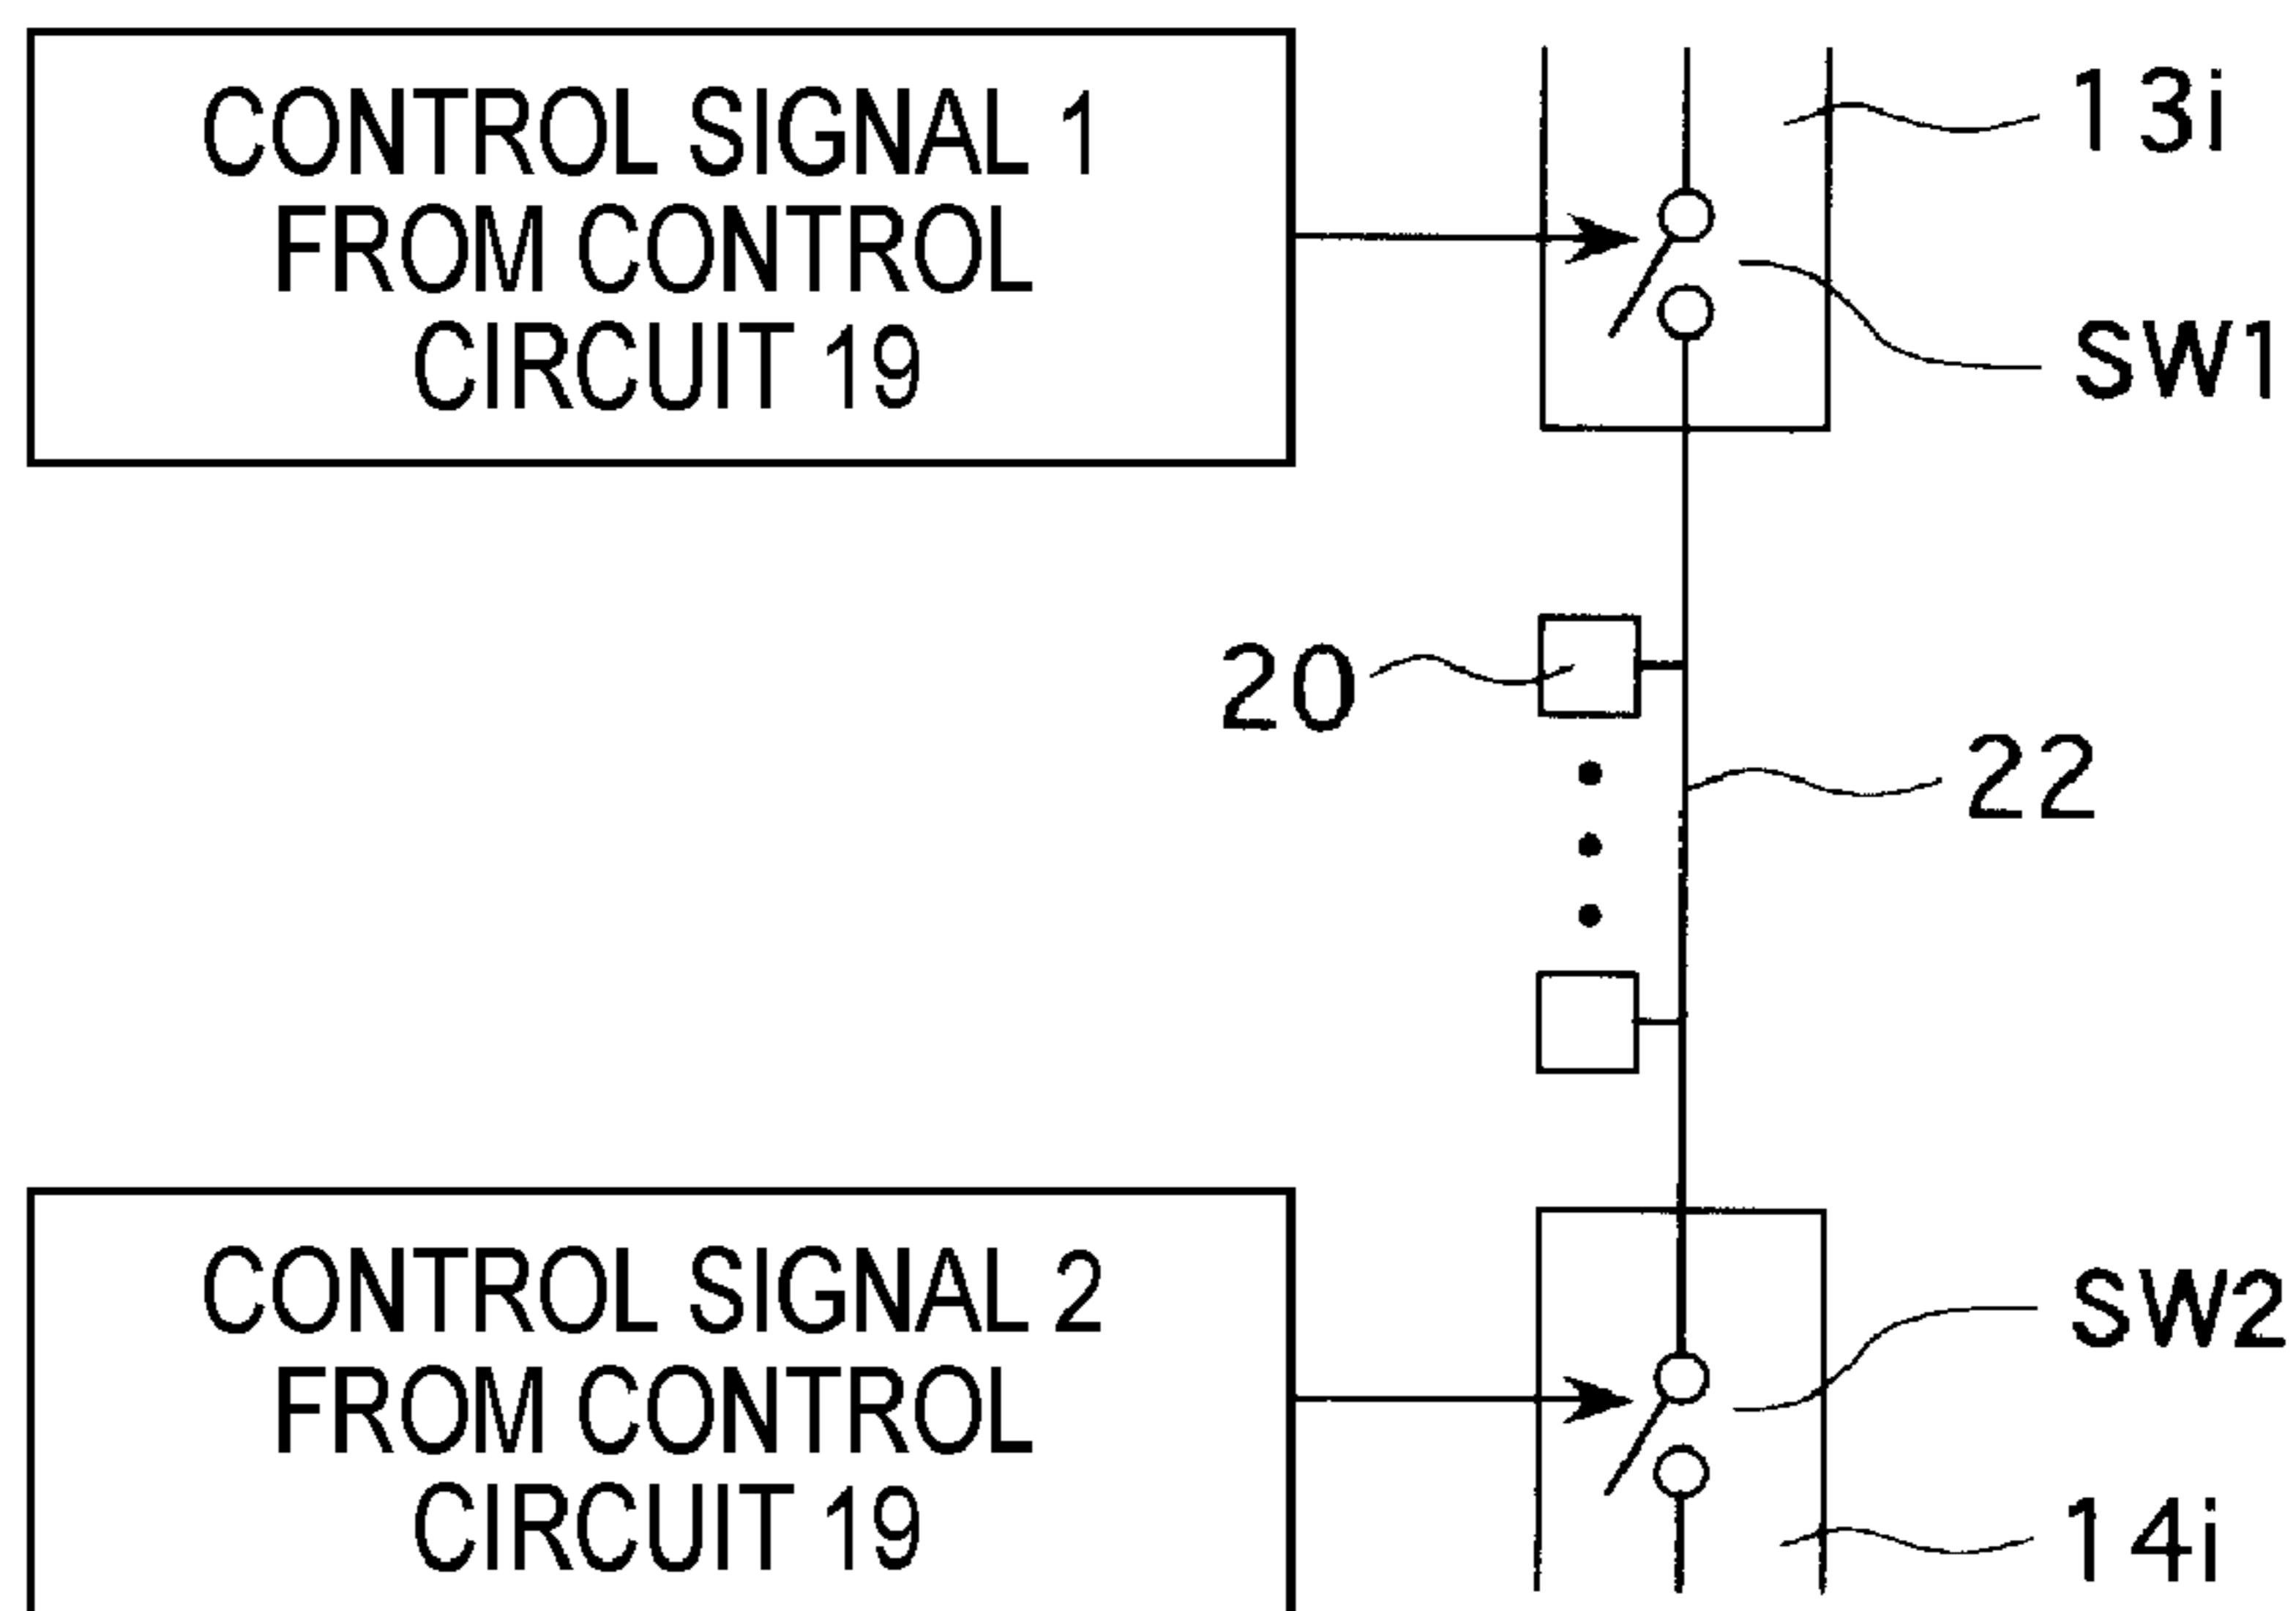 CONTROL SIGNAL 1
FROM CONTROL
CIRCUIT 19
13i
SW1
20
22
CONTROL SIGNAL 2
FROM CONTROL
CIRCUIT 19
SW2
14i